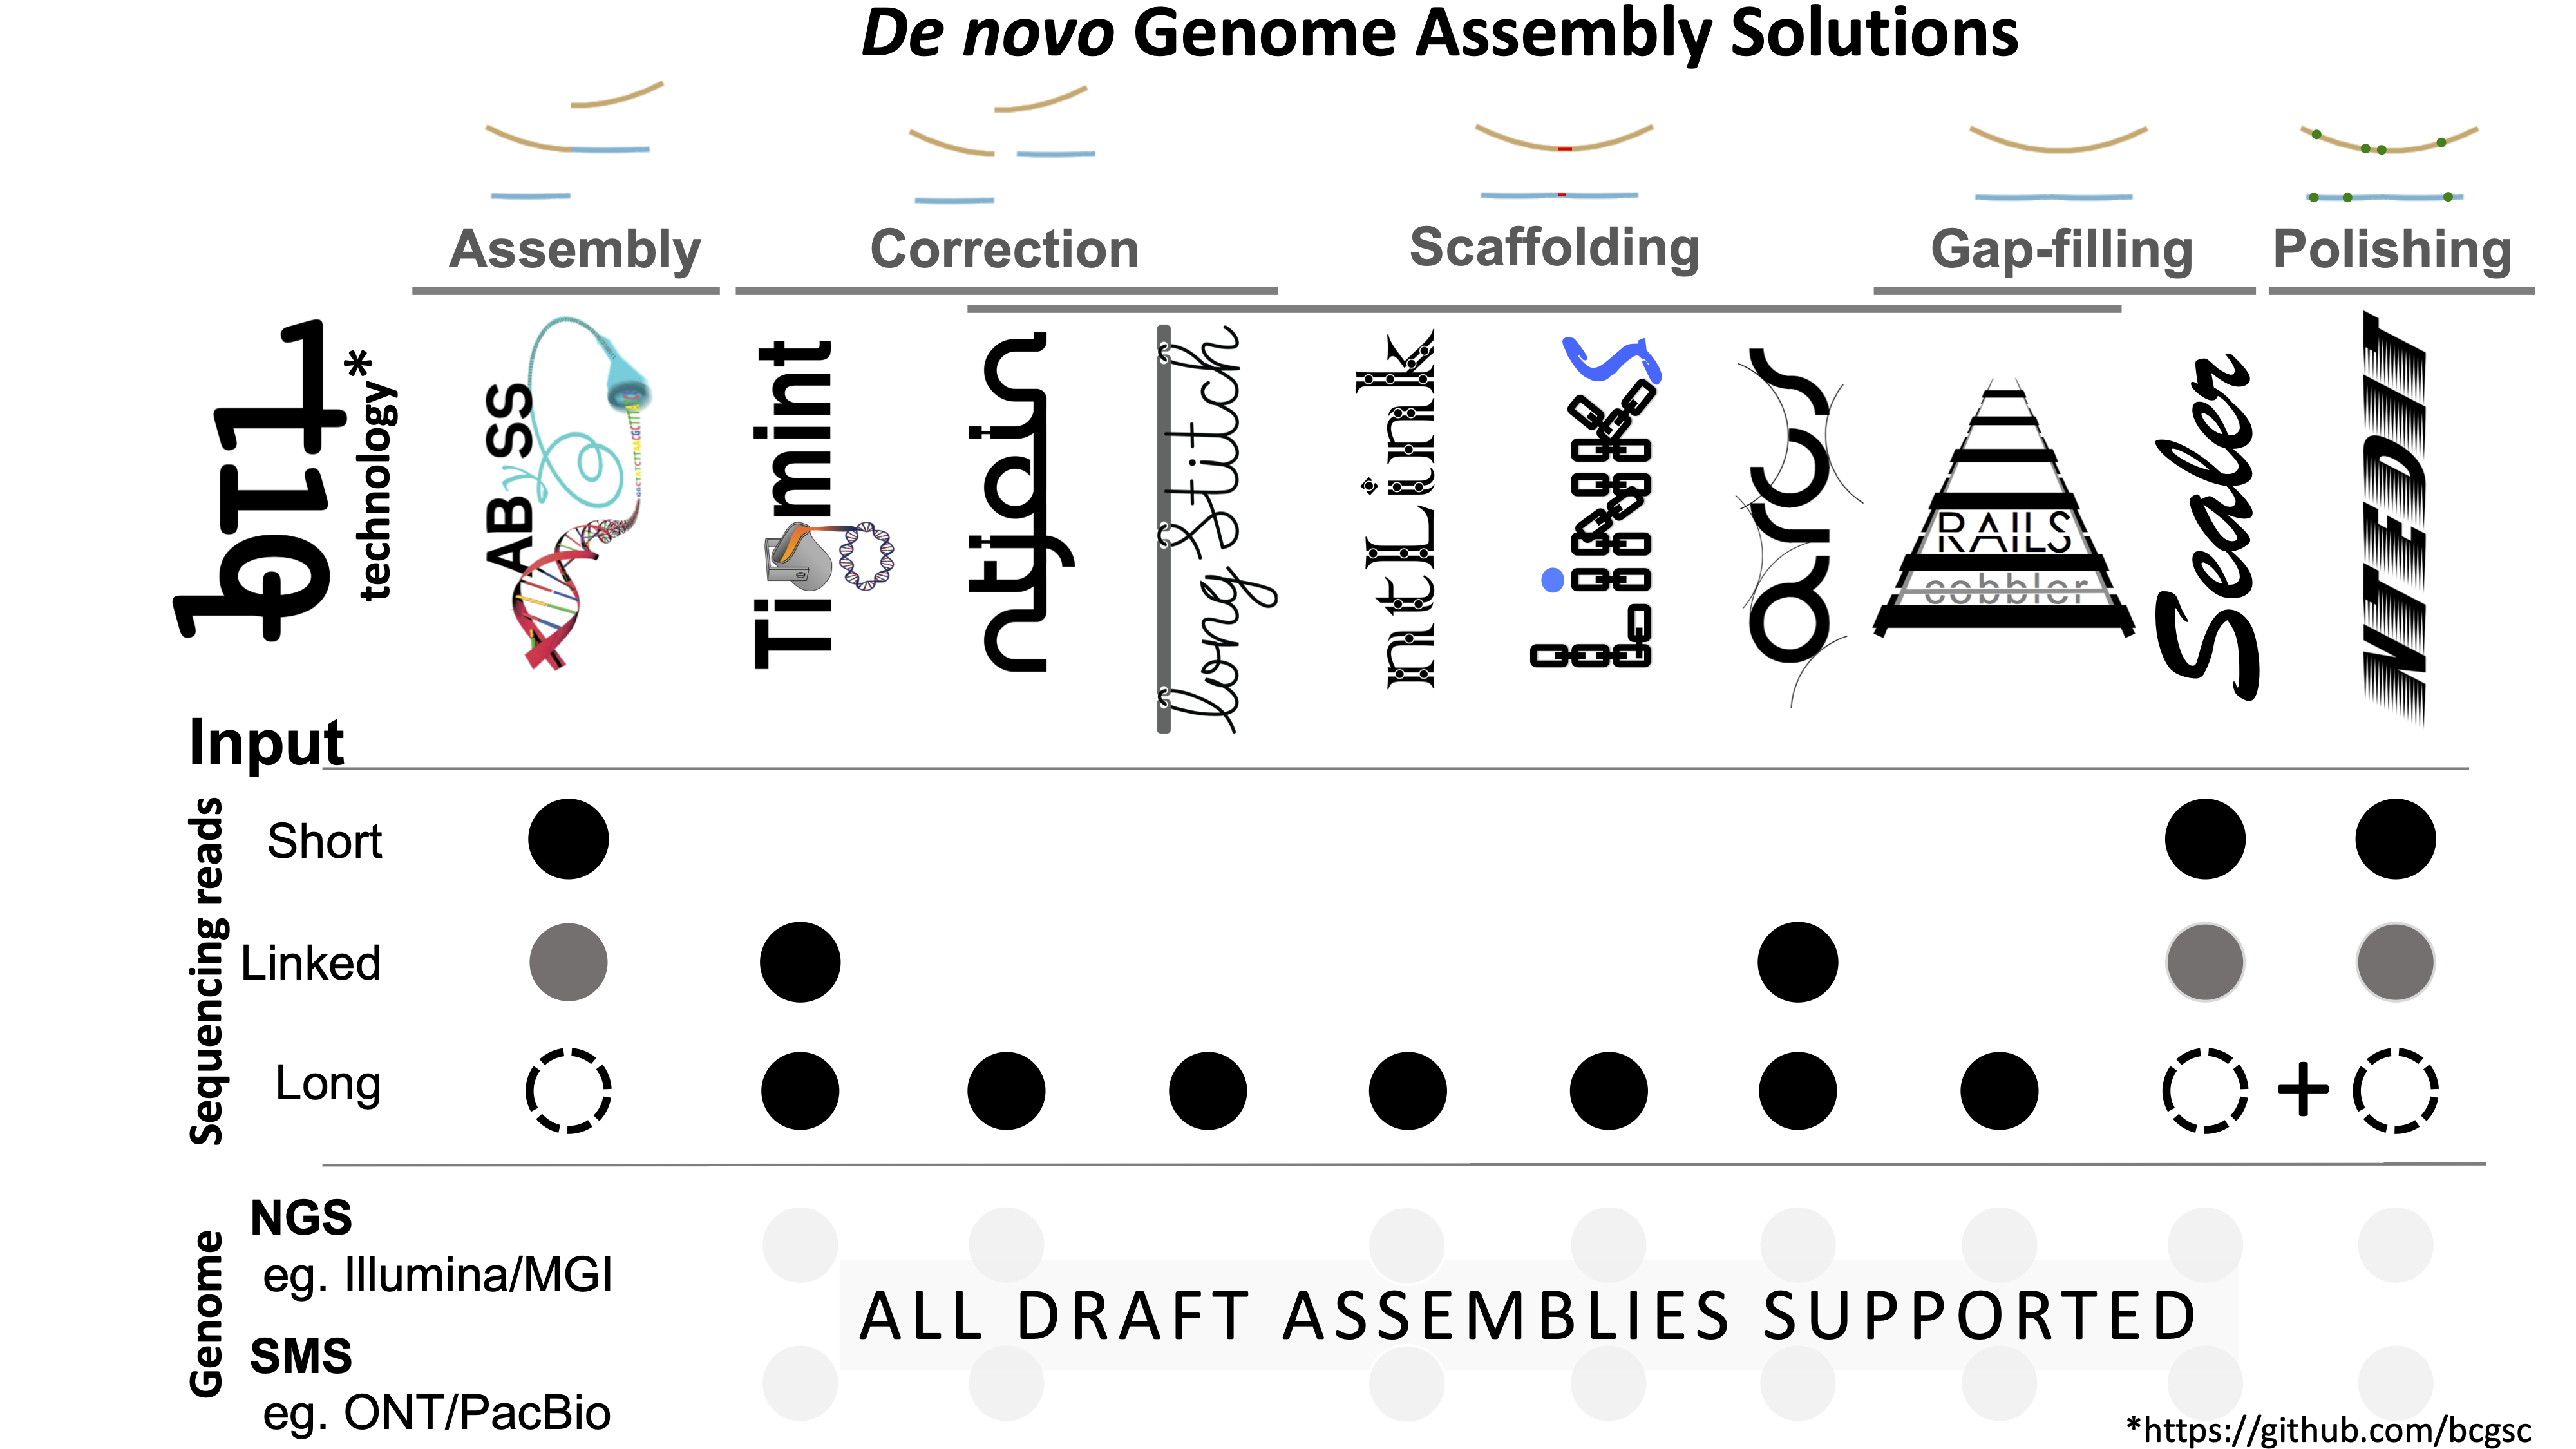 De novo Genome Assembly Solutions
Assembly
Correction
Scaffolding
Gap-filling
Polishing
technology*
ABySS
Tigmint
ntJoin
longStitch
ntLink
LiNKS
arcs
RAILS
cobbler
Sealer
NTEDIT
Input
Sequencing reads
Short
Linked
Long
+
Genome
NGS
eg. Illumina/MGI
ALL DRAFT ASSEMBLIES SUPPORTED
SMS
eg. ONT/PacBio
*https://github.com/bcgsc